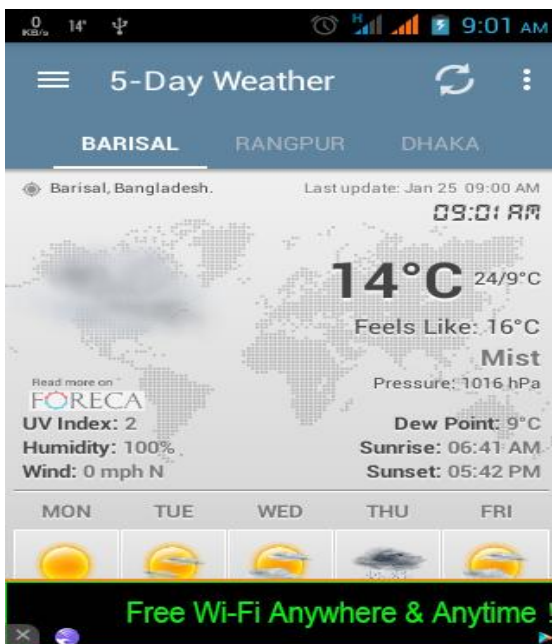 0 KB/s 14° H 9:01 AM
5-Day Weather
BARISAL RANGPUR DHAKA
Barisal, Bangladesh. Last update: Jan 25 09:00 AM
09:01 AM
14°C 24/9°C
Feels Like: 16°C
Mist
Read more on Pressure: 1016 hPa
FORECA
UV Index: 2 Dew Point: 9°C
Humidity: 100% Sunrise: 06:41 AM
Wind: 0 mph N Sunset: 05:42 PM
MON TUE WED THU FRI
Free Wi-Fi Anywhere & Anytime